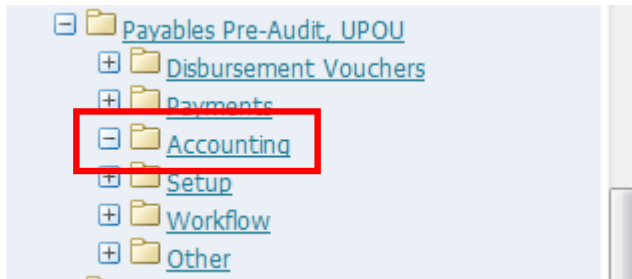 Payables Pre-Audit, UPOU
Disbursement Vouchers
Payments
Accounting
Setup
Workflow
Other